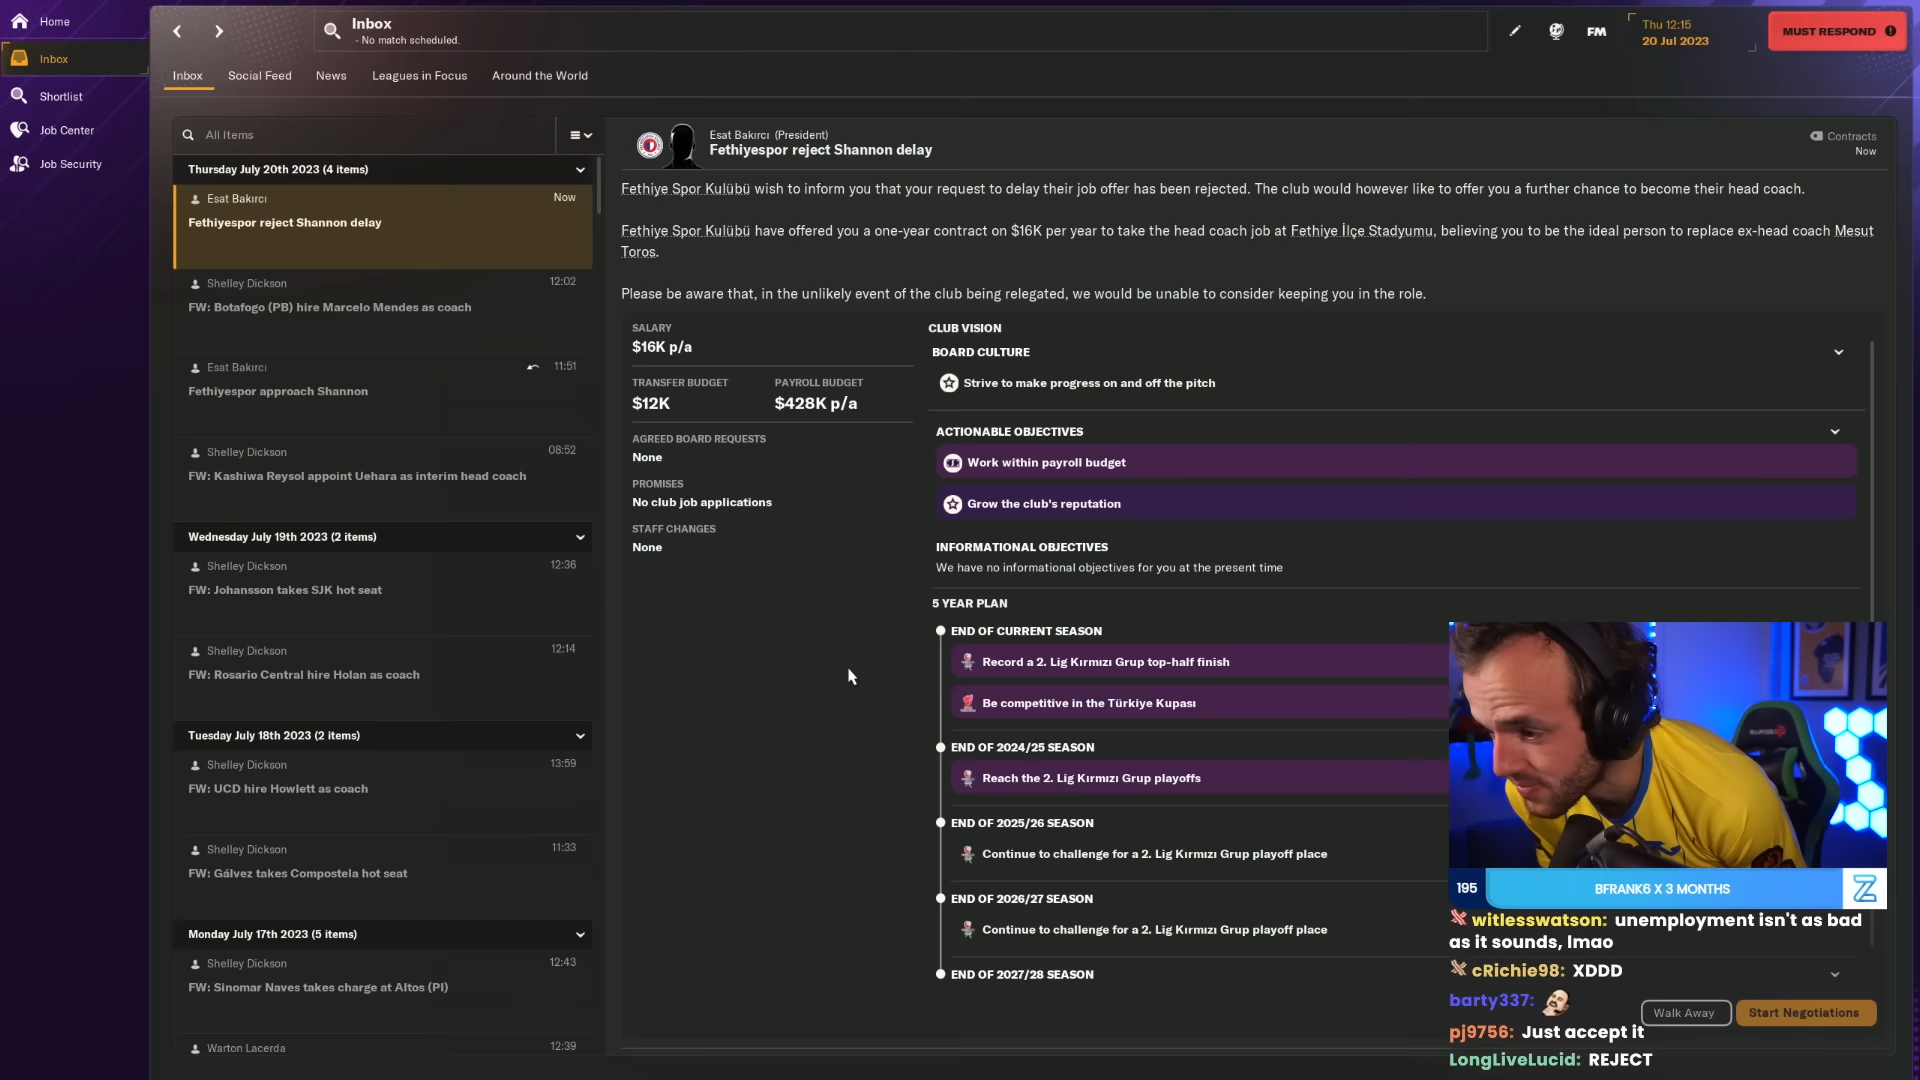 Home
Inbox
Shortlist
Job Center
Job Security
Inbox
- No match scheduled.
FM
Thu 12:15
20 Jul 2023
MUST RESPOND
Inbox
Social Feed
News
Leagues in Focus
Around the World
All Items
Thursday July 20th 2023 (4 items)
Esat Bakırcı
Now
Fethiyespor reject Shannon delay
Shelley Dickson
12:02
FW: Botafogo (PB) hire Marcelo Mendes as coach
Esat Bakırcı
11:51
Fethiyespor approach Shannon
Shelley Dickson
08:52
FW: Kashiwa Reysol appoint Uehara as interim head coach
Wednesday July 19th 2023 (2 items)
Shelley Dickson
12:36
FW: Johansson takes SJK hot seat
Shelley Dickson
12:14
FW: Rosario Central hire Holan as coach
Tuesday July 18th 2023 (2 items)
Shelley Dickson
13:59
FW: UCD hire Howlett as coach
Shelley Dickson
11:33
FW: Gálvez takes Compostela hot seat
Monday July 17th 2023 (5 items)
Shelley Dickson
12:43
FW: Sinomar Naves takes charge at Altos (PI)
Warton Lacerda
12:39
Esat Bakırcı (President)
Fethiyespor reject Shannon delay
Contracts
Now
Fethiye Spor Kulübü wish to inform you that your request to delay their job offer has been rejected. The club would however like to offer you a further chance to become their head coach.
Fethiye Spor Kulübü have offered you a one-year contract on $16K per year to take the head coach job at Fethiye İlçe Stadyumu, believing you to be the ideal person to replace ex-head coach Mesut
Toros.
Please be aware that, in the unlikely event of the club being relegated, we would be unable to consider keeping you in the role.
SALARY
$16K p/a
TRANSFER BUDGET
PAYROLL BUDGET
$12K
$428K p/a
AGREED BOARD REQUESTS
None
PROMISES
No club job applications
STAFF CHANGES
None
CLUB VISION
BOARD CULTURE
Strive to make progress on and off the pitch
ACTIONABLE OBJECTIVES
Work within payroll budget
Grow the club's reputation
INFORMATIONAL OBJECTIVES
We have no informational objectives for you at the present time
5 YEAR PLAN
END OF CURRENT SEASON
Record a 2. Lig Kırmızı Grup top-half finish
Be competitive in the Türkiye Kupası
END OF 2024/25 SEASON
Reach the 2. Lig Kırmızı Grup playoffs
END OF 2025/26 SEASON
Continue to challenge for a 2. Lig Kırmızı Grup playoff place
END OF 2026/27 SEASON
Continue to challenge for a 2. Lig Kırmızı Grup playoff place
END OF 2027/28 SEASON
195
BFRANK6 X 3 MONTHS
witlesswatson: unemployment isn't as bad
as it sounds, lmao
cRichie98: XDDD
barty337:
pj9756: Just accept it
LongLiveLucid: REJECT
Walk Away
Start Negotiations